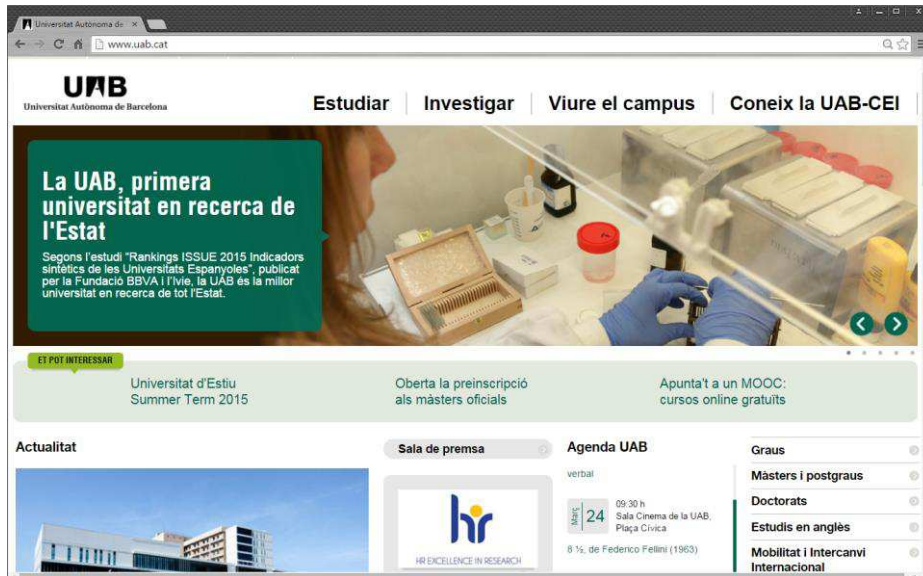 Universitat Autònoma de
www.uab.cat
UAB
Universitat Autònoma de Barcelona
Estudiar
Investigar
Viure el campus
Coneix la UAB-CEI
La UAB, primera
universitat en recerca de
l'Estat
Segons l'estudi "Rankings ISSUE 2015 Indicadors
sintètics de les Universitats Espanyoles", publicat
per la Fundació BBVA i l'Ivie, la UAB és la millor
universitat en recerca de tot l'Estat.
ET POT INTERESSAR
Universitat d'Estiu
Summer Term 2015
Oberta la preinscripció
als màsters oficials
Apunta't a un MOOC:
cursos online gratuïts
Actualitat
Sala de premsa
hr
HR EXCELLENCE IN RESEARCH
Agenda UAB
verbal
Març
24
09:30 h
Sala Cinema de la UAB,
Plaça Cívica
8 ½, de Federico Fellini (1963)
Graus
Màsters i postgraus
Doctorats
Estudis en anglès
Mobilitat i Intercanvi
Internacional